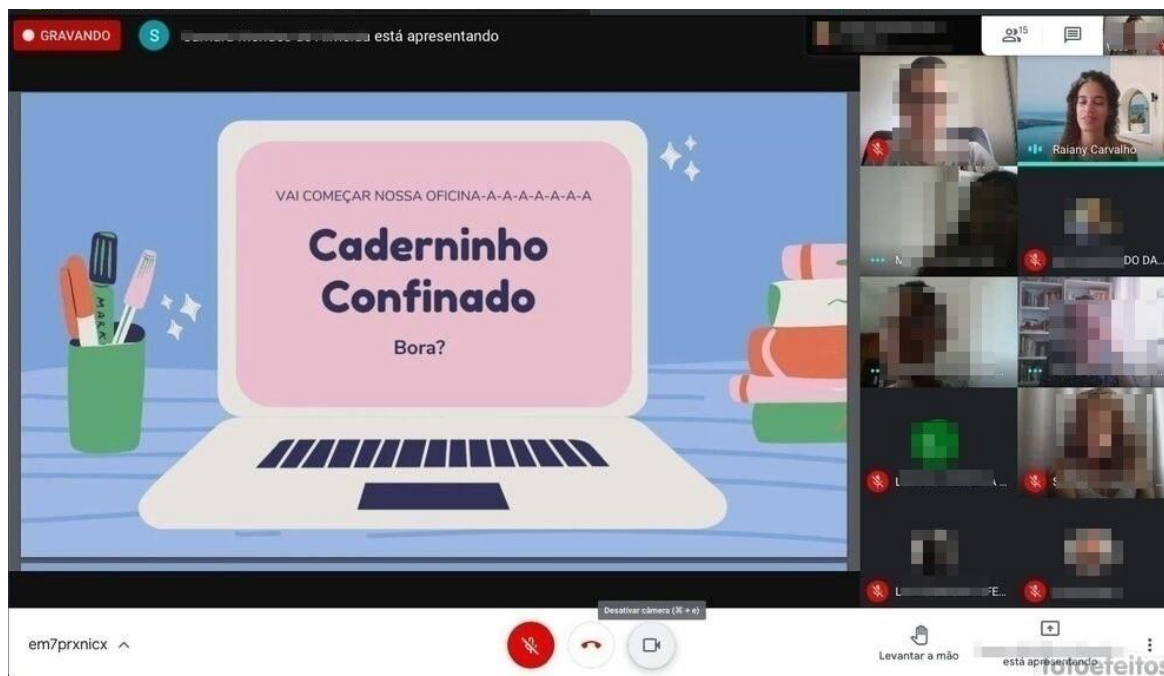 GRAVANDO
S
está apresentando
15
VAI COMEÇAR NOSSA OFICINA-A-A-A-A-A-A-A
Caderninho
Confinado
Bora?
MARK
Raiany Carvalho
DO DA...
FE...
Desativar câmera (⌘ + e)
em7prxnicx
Levantar a mão
está apresentando
fotoefeitos